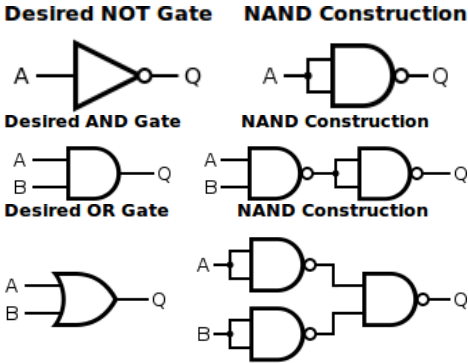 Desired NOT Gate NAND Construction
A Q A Q
Desired AND Gate NAND Construction
A Q A Q
B B
Desired OR Gate NAND Construction
A Q A Q
B B